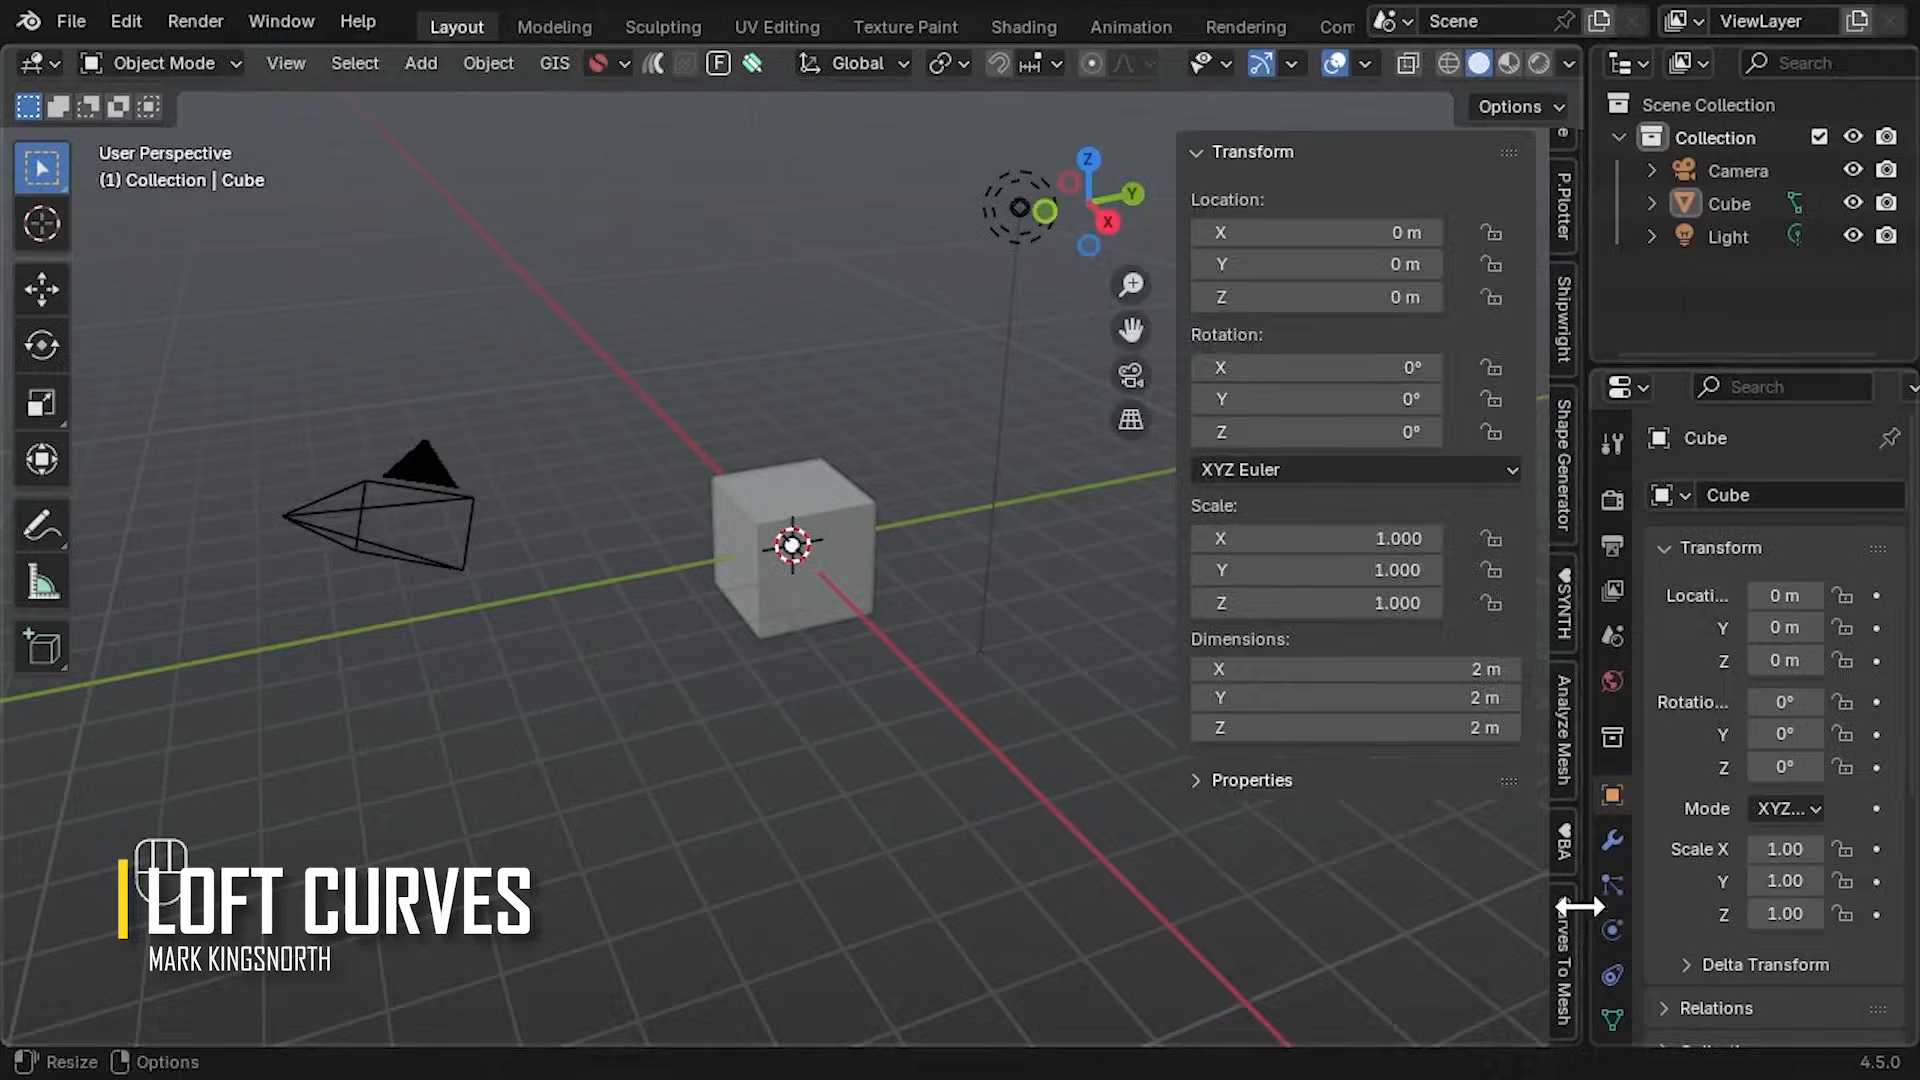 File Edit Render Window Help
Layout Modeling Sculpting UV Editing Texture Paint Shading Animation Rendering Com
Scene
ViewLayer
Object Mode View Select Add Object GIS Global
Search
Options
User Perspective
(1) Collection | Cube
Z
Y
X
Transform
Location:
X 0 m
Y 0 m
Z 0 m
Rotation:
X 0°
Y 0°
Z 0°
XYZ Euler
Scale:
X 1.000
Y 1.000
Z 1.000
Dimensions:
X 2 m
Y 2 m
Z 2 m
Properties
e
P.Plotter
Shipwright
Shape Generator
♥SYNTH
Analyze Mesh
♥BA
rves To Mesh
Scene Collection
Collection
Camera
Cube
Light
Search
Cube
Cube
Transform
Locati... 0 m
Y 0 m
Z 0 m
Rotatio... 0°
Y 0°
Z 0°
Mode XYZ...
Scale X 1.00
Y 1.00
Z 1.00
Delta Transform
Relations
LOFT CURVES
MARK KINGSNORTH
Resize Options
4.5.0